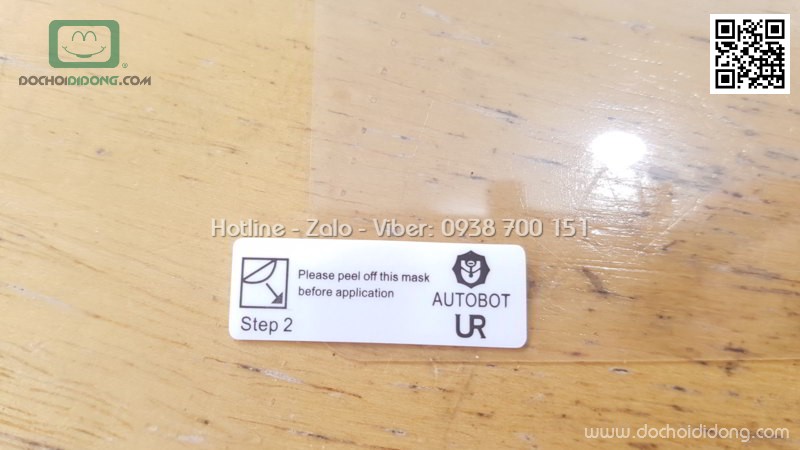 DOCHOIDIDONG.COM
Hotline - Zalo - Viber: 0938 700 151
Please peel off this mask
before application
Step 2
AUTOBOT
UR
www.dochoididong.com